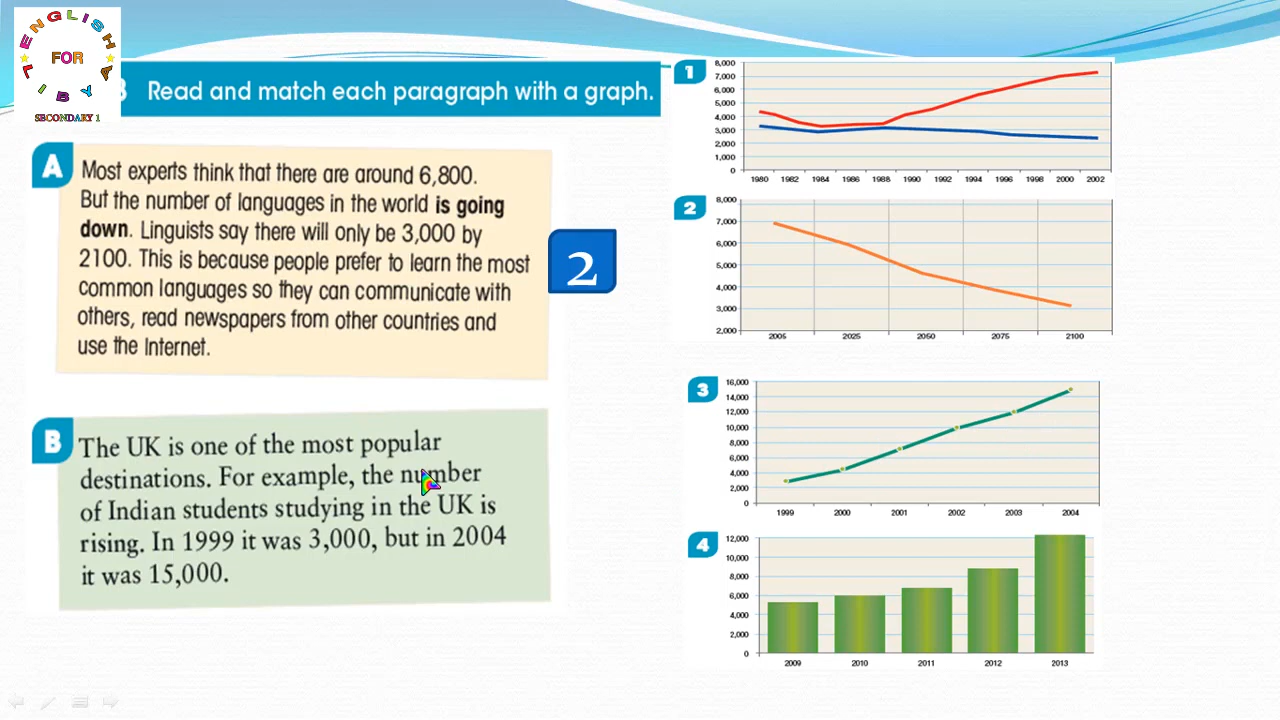 ENGLISH
FOR
LIBYA
SECONDARY 1
3 Read and match each paragraph with a graph.
A
Most experts think that there are around 6,800.
But the number of languages in the world is going
down. Linguists say there will only be 3,000 by
2100. This is because people prefer to learn the most
common languages so they can communicate with
others, read newspapers from other countries and
use the Internet.
2
B
The UK is one of the most popular
destinations. For example, the number
of Indian students studying in the UK is
rising. In 1999 it was 3,000, but in 2004
it was 15,000.
1
8,000
7,000
6,000
5,000
4,000
3,000
2,000
1,000
0
1980 1982 1984 1986 1988 1990 1992 1994 1996 1998 2000 2002
2
8,000
7,000
6,000
5,000
4,000
3,000
2,000
2005 2025 2050 2075 2100
3
16,000
14,000
12,000
10,000
8,000
6,000
4,000
2,000
0
1999 2000 2001 2002 2003 2004
4
12,000
10,000
8,000
6,000
4,000
2,000
0
2009 2010 2011 2012 2013